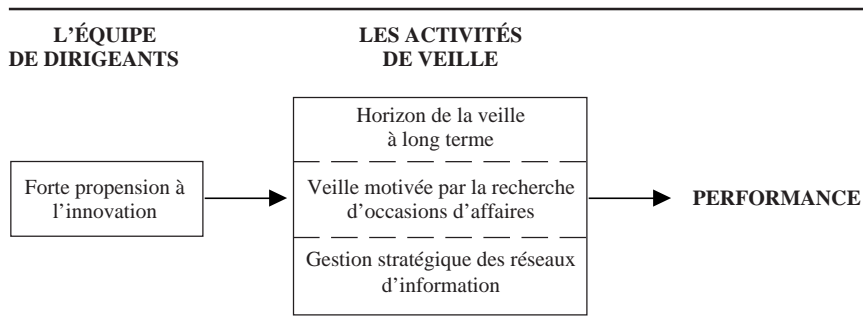 L'ÉQUIPE
DE DIRIGEANTS
LES ACTIVITÉS
DE VEILLE
Horizon de la veille
à long terme
Forte propension à
l'innovation
Veille motivée par la recherche
d'occasions d'affaires
PERFORMANCE
Gestion stratégique des réseaux
d'information